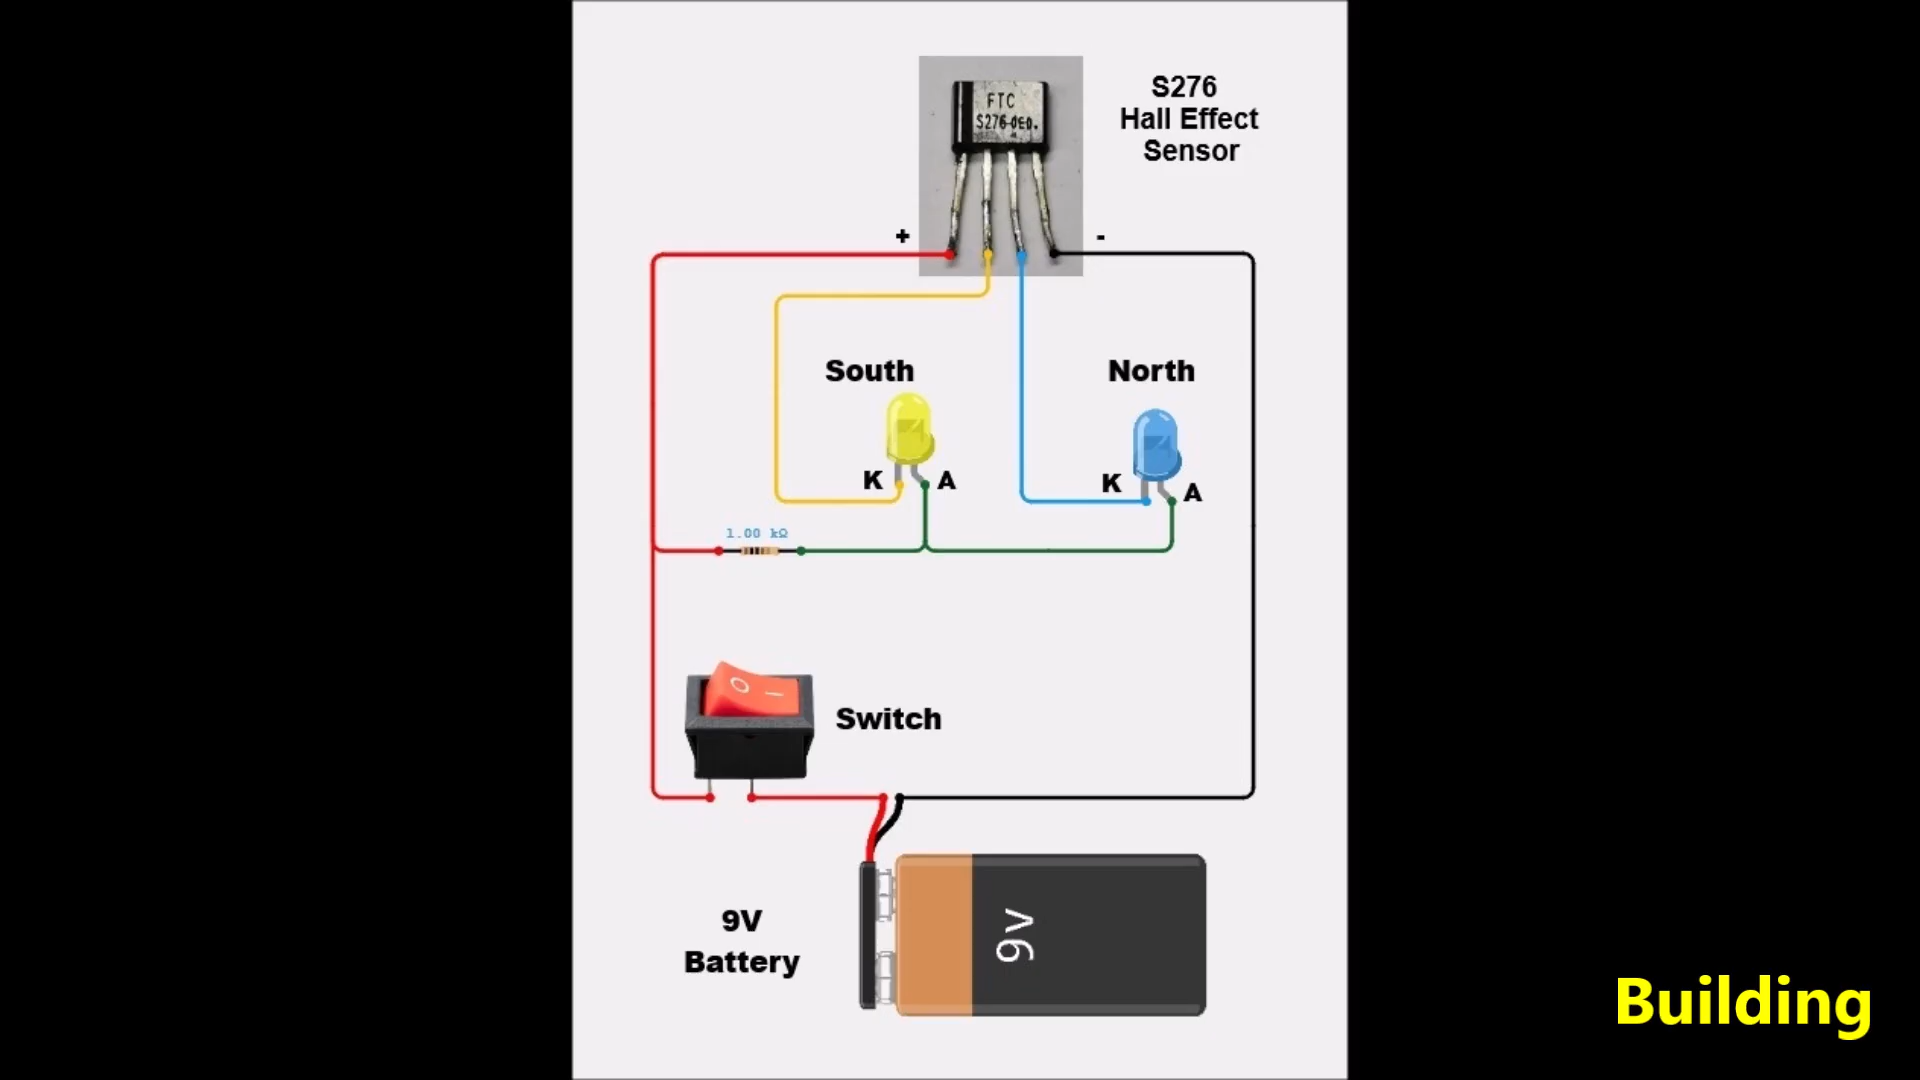 FTC
S276
S276
Hall Effect
Sensor
+
-
South
North
K
A
K
A
1.00 kΩ
O
I
Switch
9V
Battery
9v
Building